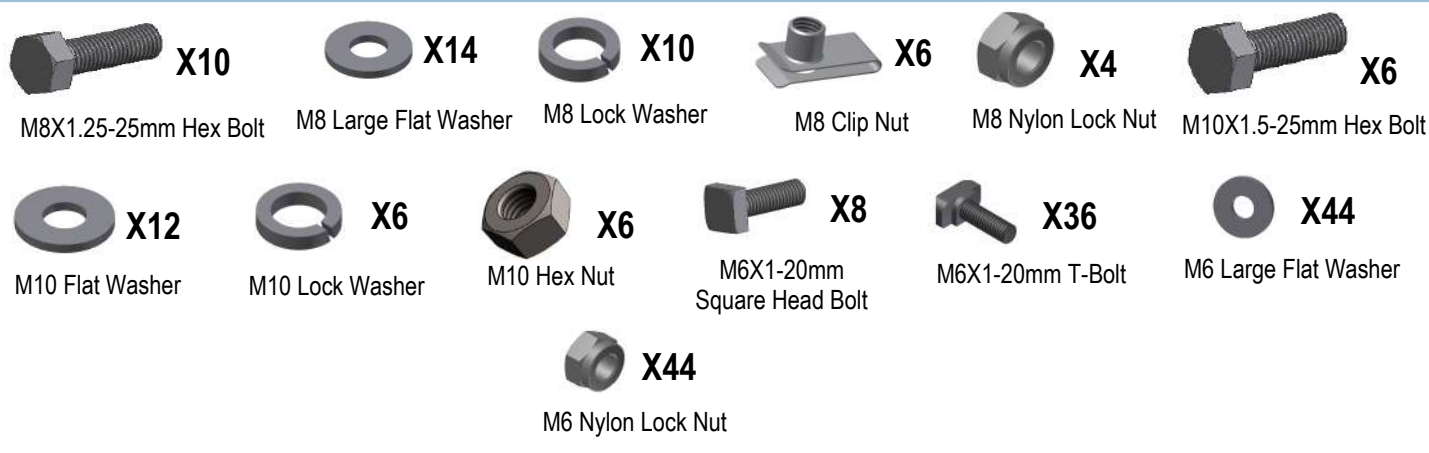 X10
M8X1.25-25mm Hex Bolt
X14
M8 Large Flat Washer
X10
M8 Lock Washer
X6
M8 Clip Nut
X4
M8 Nylon Lock Nut
X6
M10X1.5-25mm Hex Bolt
X12
M10 Flat Washer
X6
M10 Lock Washer
X6
M10 Hex Nut
X8
M6X1-20mm
Square Head Bolt
X36
M6X1-20mm T-Bolt
X44
M6 Large Flat Washer
X44
M6 Nylon Lock Nut